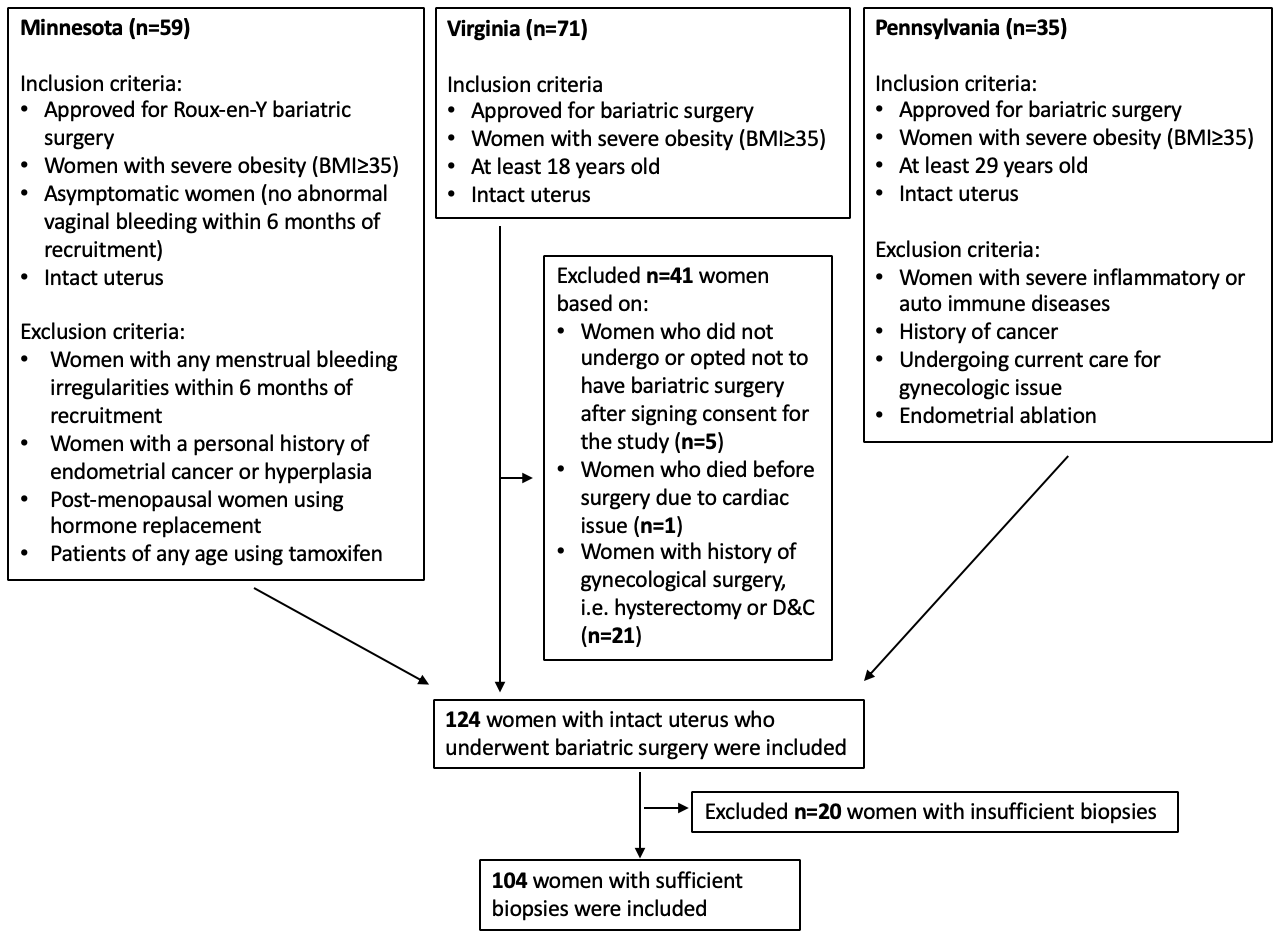 Minnesota (n=59)
Inclusion criteria:
• Approved for Roux-en-Y bariatric
surgery
• Women with severe obesity (BMI≥35)
• Asymptomatic women (no abnormal
vaginal bleeding within 6 months of
recruitment)
• Intact uterus
Exclusion criteria:
• Women with any menstrual bleeding
irregularities within 6 months of
recruitment
• Women with a personal history of
endometrial cancer or hyperplasia
• Post-menopausal women using
hormone replacement
• Patients of any age using tamoxifen
Virginia (n=71)
Inclusion criteria
• Approved for bariatric surgery
• Women with severe obesity (BMI≥35)
• At least 18 years old
• Intact uterus
Excluded n=41 women
based on:
• Women who did not
undergo or opted not to
have bariatric surgery
after signing consent for
the study (n=5)
• Women who died before
surgery due to cardiac
issue (n=1)
• Women with history of
gynecological surgery,
i.e. hysterectomy or D&C
(n=21)
Pennsylvania (n=35)
Inclusion criteria:
• Approved for bariatric surgery
• Women with severe obesity (BMI≥35)
• At least 29 years old
• Intact uterus
Exclusion criteria:
• Women with severe inflammatory or
auto immune diseases
• History of cancer
• Undergoing current care for
gynecologic issue
• Endometrial ablation
124 women with intact uterus who
underwent bariatric surgery were included
Excluded n=20 women with insufficient biopsies
104 women with sufficient
biopsies were included